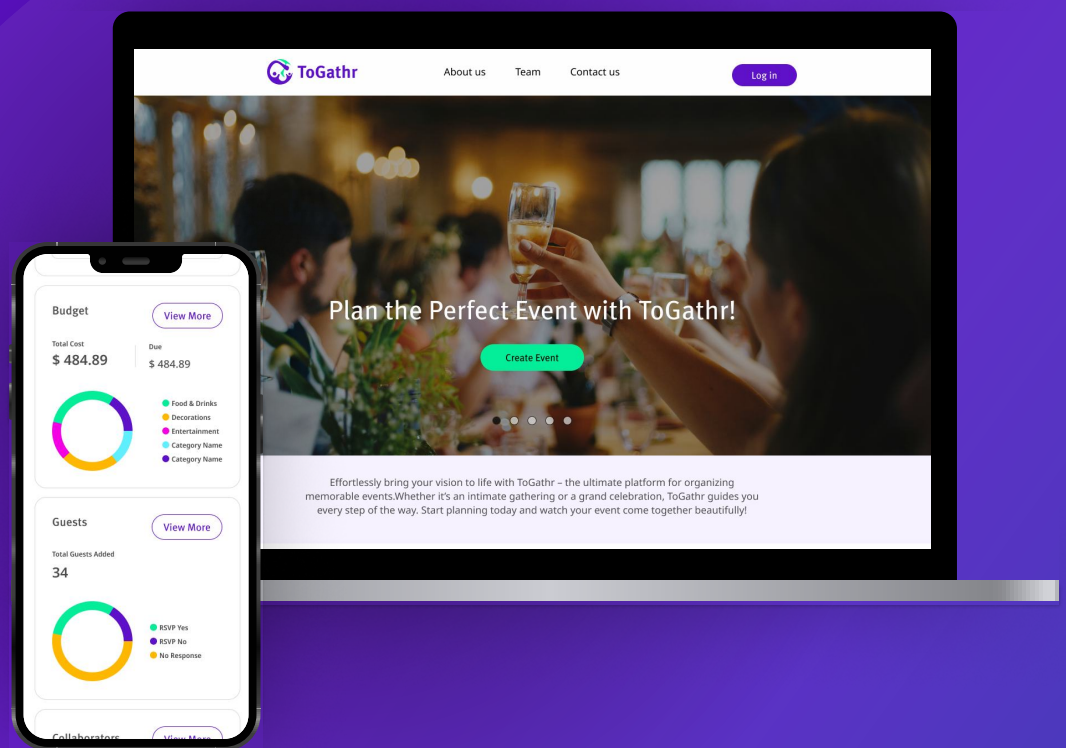 ToGathr
About us
Team
Contact us
Log in
Plan the Perfect Event with ToGathr!
Create Event
Effortlessly bring your vision to life with ToGathr – the ultimate platform for organizing
memorable events.Whether it's an intimate gathering or a grand celebration, ToGathr guides you
every step of the way. Start planning today and watch your event come together beautifully!
Budget
View More
Total Cost
$ 484.89
Due
$ 484.89
Food & Drinks
Decorations
Entertainment
Category Name
Category Name
Guests
View More
Total Guests Added
34
RSVP Yes
RSVP No
No Response
Collaborators
View More